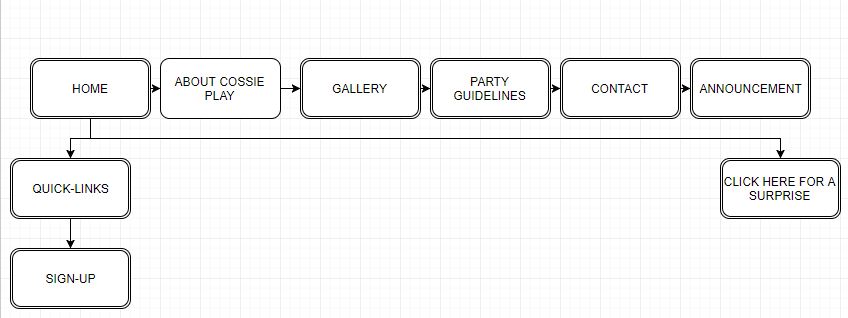 HOME
ABOUT COSSIE
PLAY
GALLERY
PARTY
GUIDELINES
CONTACT
ANNOUNCEMENT
QUICK-LINKS
CLICK HERE FOR A
SURPRISE
SIGN-UP